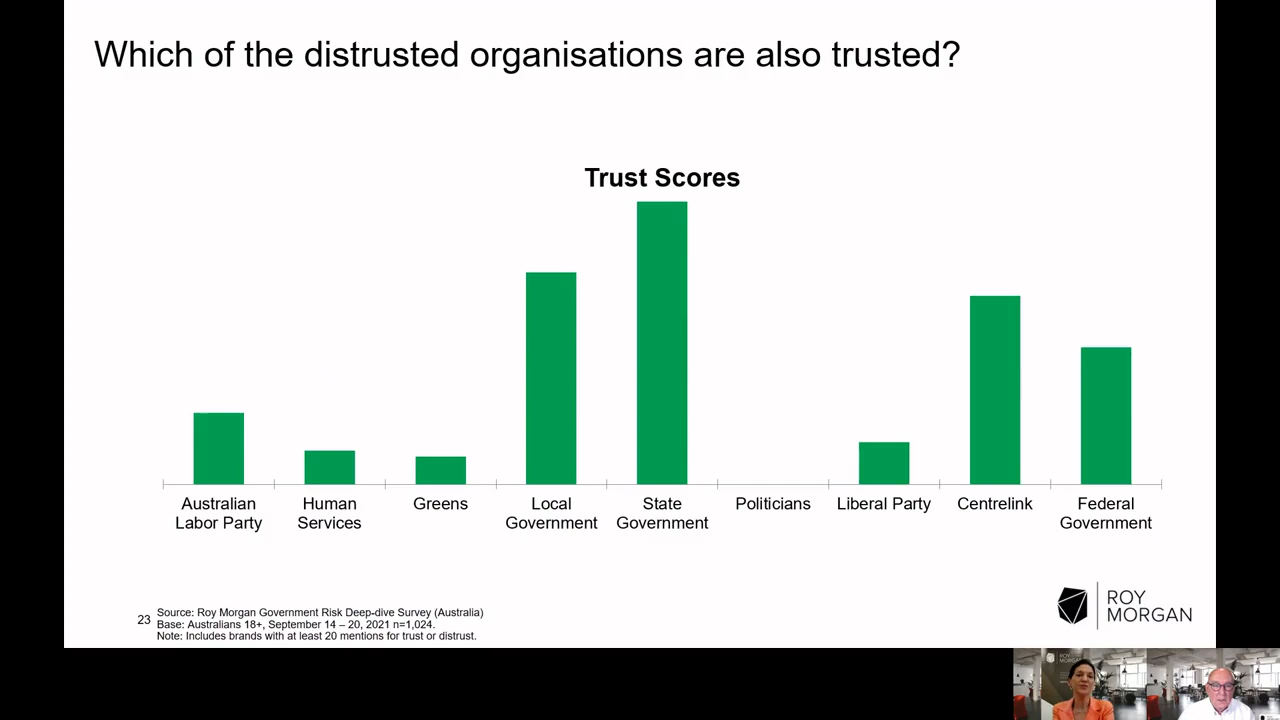 Which of the distrusted organisations are also trusted?
Trust Scores
Australian
Labor Party
Human
Services
Greens
Local
Government
State
Government
Politicians
Liberal Party
Centrelink
Federal
Government
23
Source: Roy Morgan Government Risk Deep-dive Survey (Australia)
Base: Australians 18+, September 14 – 20, 2021 n=1,024.
Note: Includes brands with at least 20 mentions for trust or distrust.
ROY
MORGAN